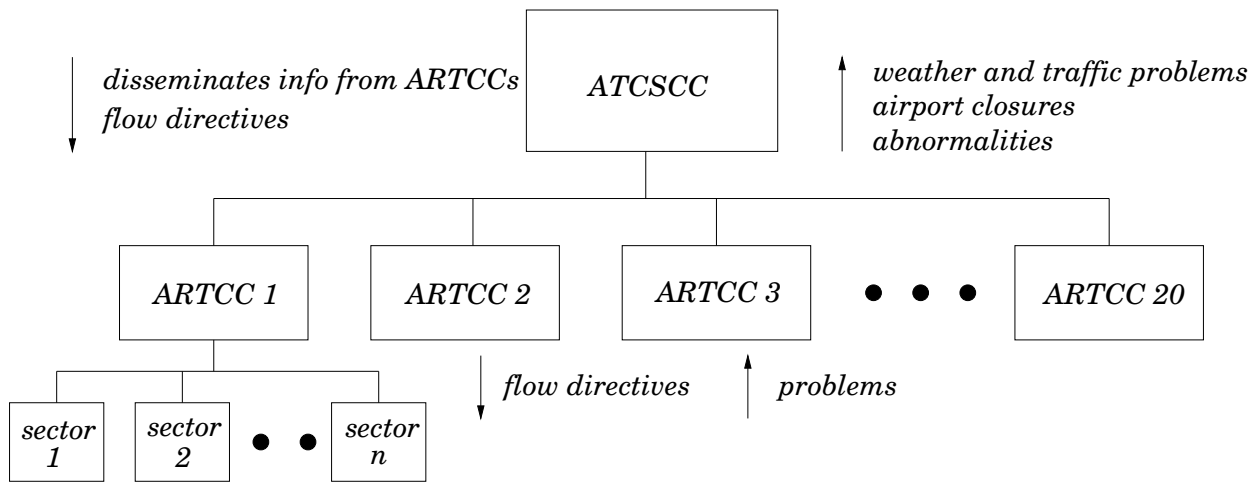 disseminates info from ARTCCs
flow directives
ATCSCC
weather and traffic problems
airport closures
abnormalities
ARTCC 1
ARTCC 2
ARTCC 3
ARTCC 20
flow directives
problems
sector
1
sector
2
sector
n